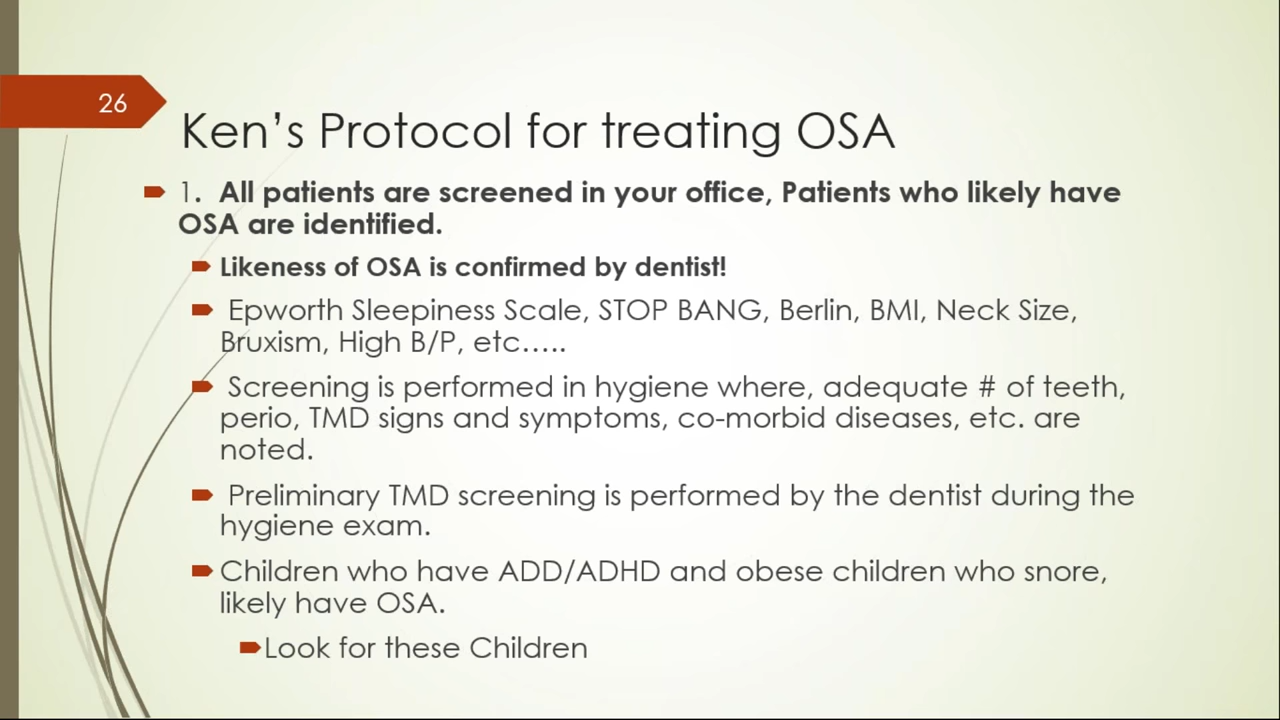 26
Ken's Protocol for treating OSA
1. All patients are screened in your office, Patients who likely have
OSA are identified.
Likeness of OSA is confirmed by dentist!
Epworth Sleepiness Scale, STOP BANG, Berlin, BMI, Neck Size,
Bruxism, High B/P, etc…..
Screening is performed in hygiene where, adequate # of teeth,
perio, TMD signs and symptoms, co-morbid diseases, etc. are
noted.
Preliminary TMD screening is performed by the dentist during the
hygiene exam.
Children who have ADD/ADHD and obese children who snore,
likely have OSA.
Look for these Children